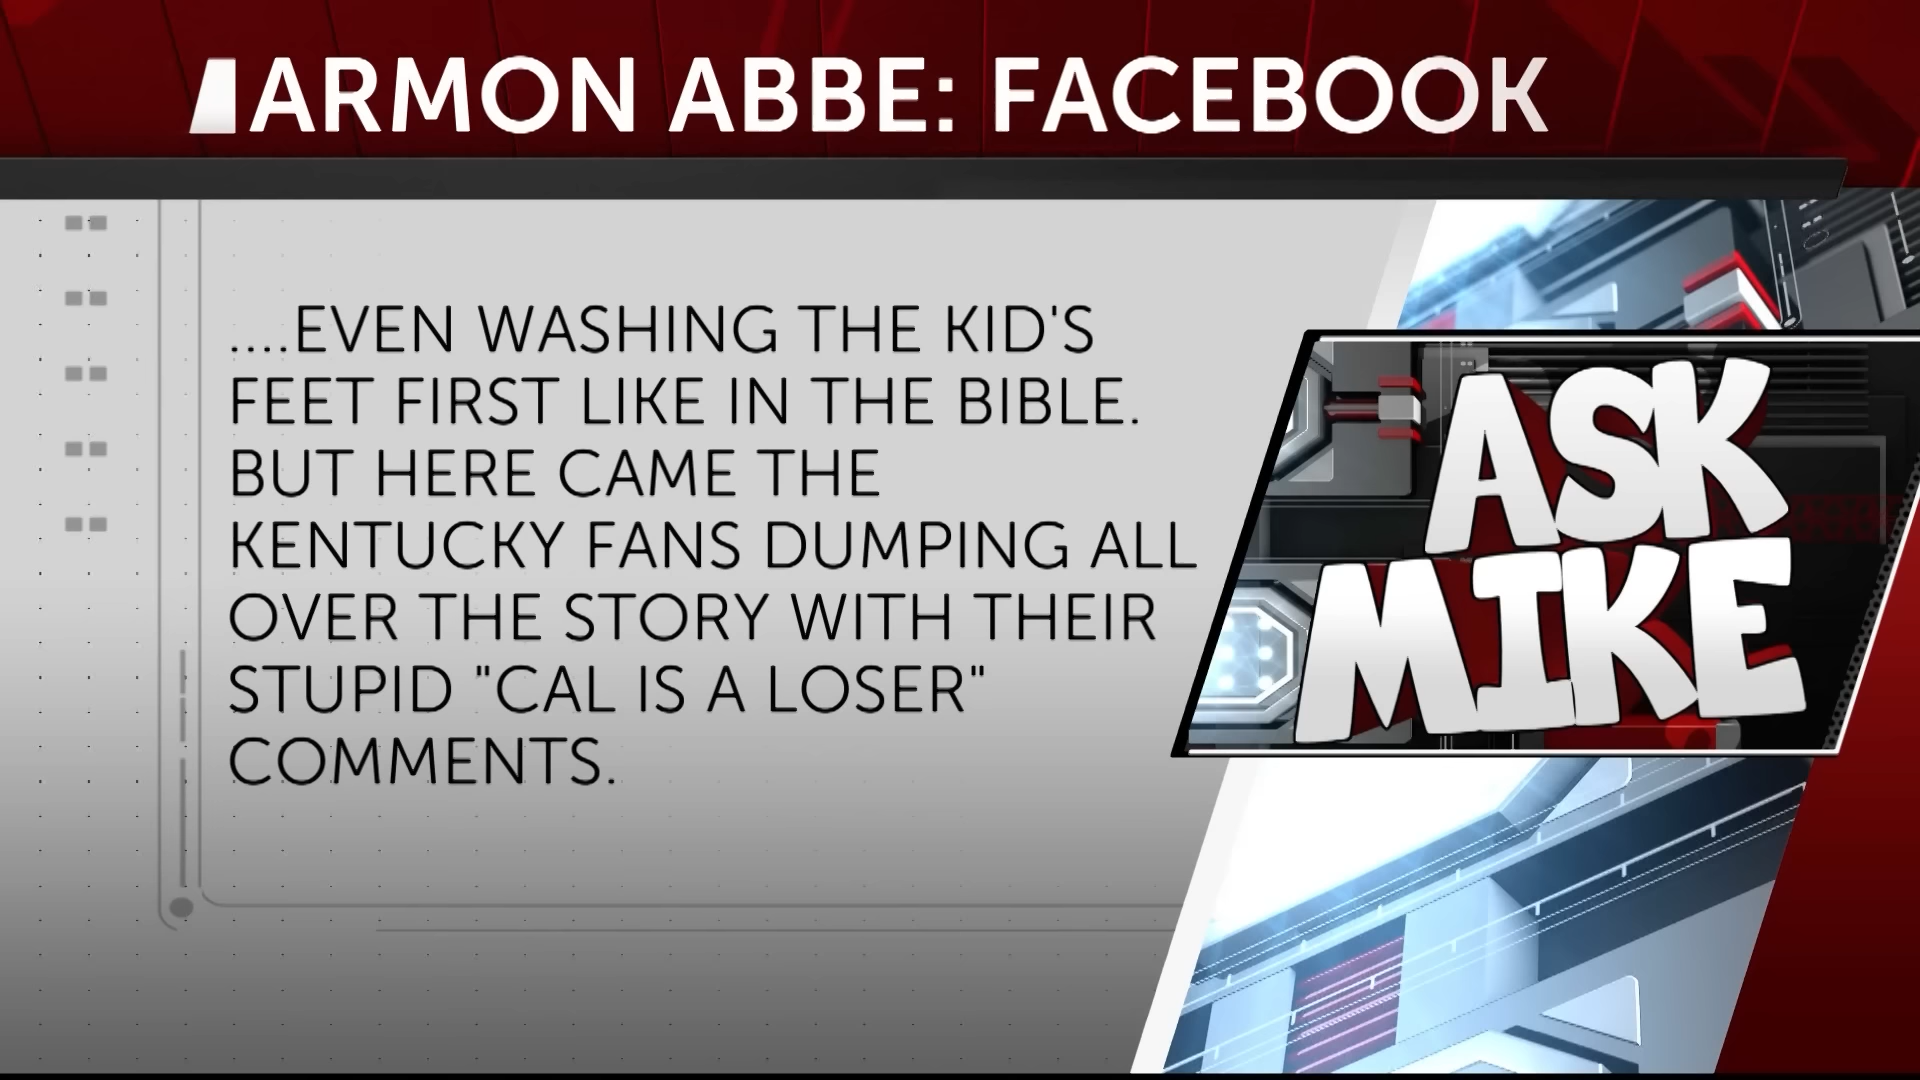 ARMON ABBE: FACEBOOK
....EVEN WASHING THE KID'S
FEET FIRST LIKE IN THE BIBLE.
BUT HERE CAME THE
KENTUCKY FANS DUMPING ALL
OVER THE STORY WITH THEIR
STUPID "CAL IS A LOSER"
COMMENTS.
ASK
MIKE